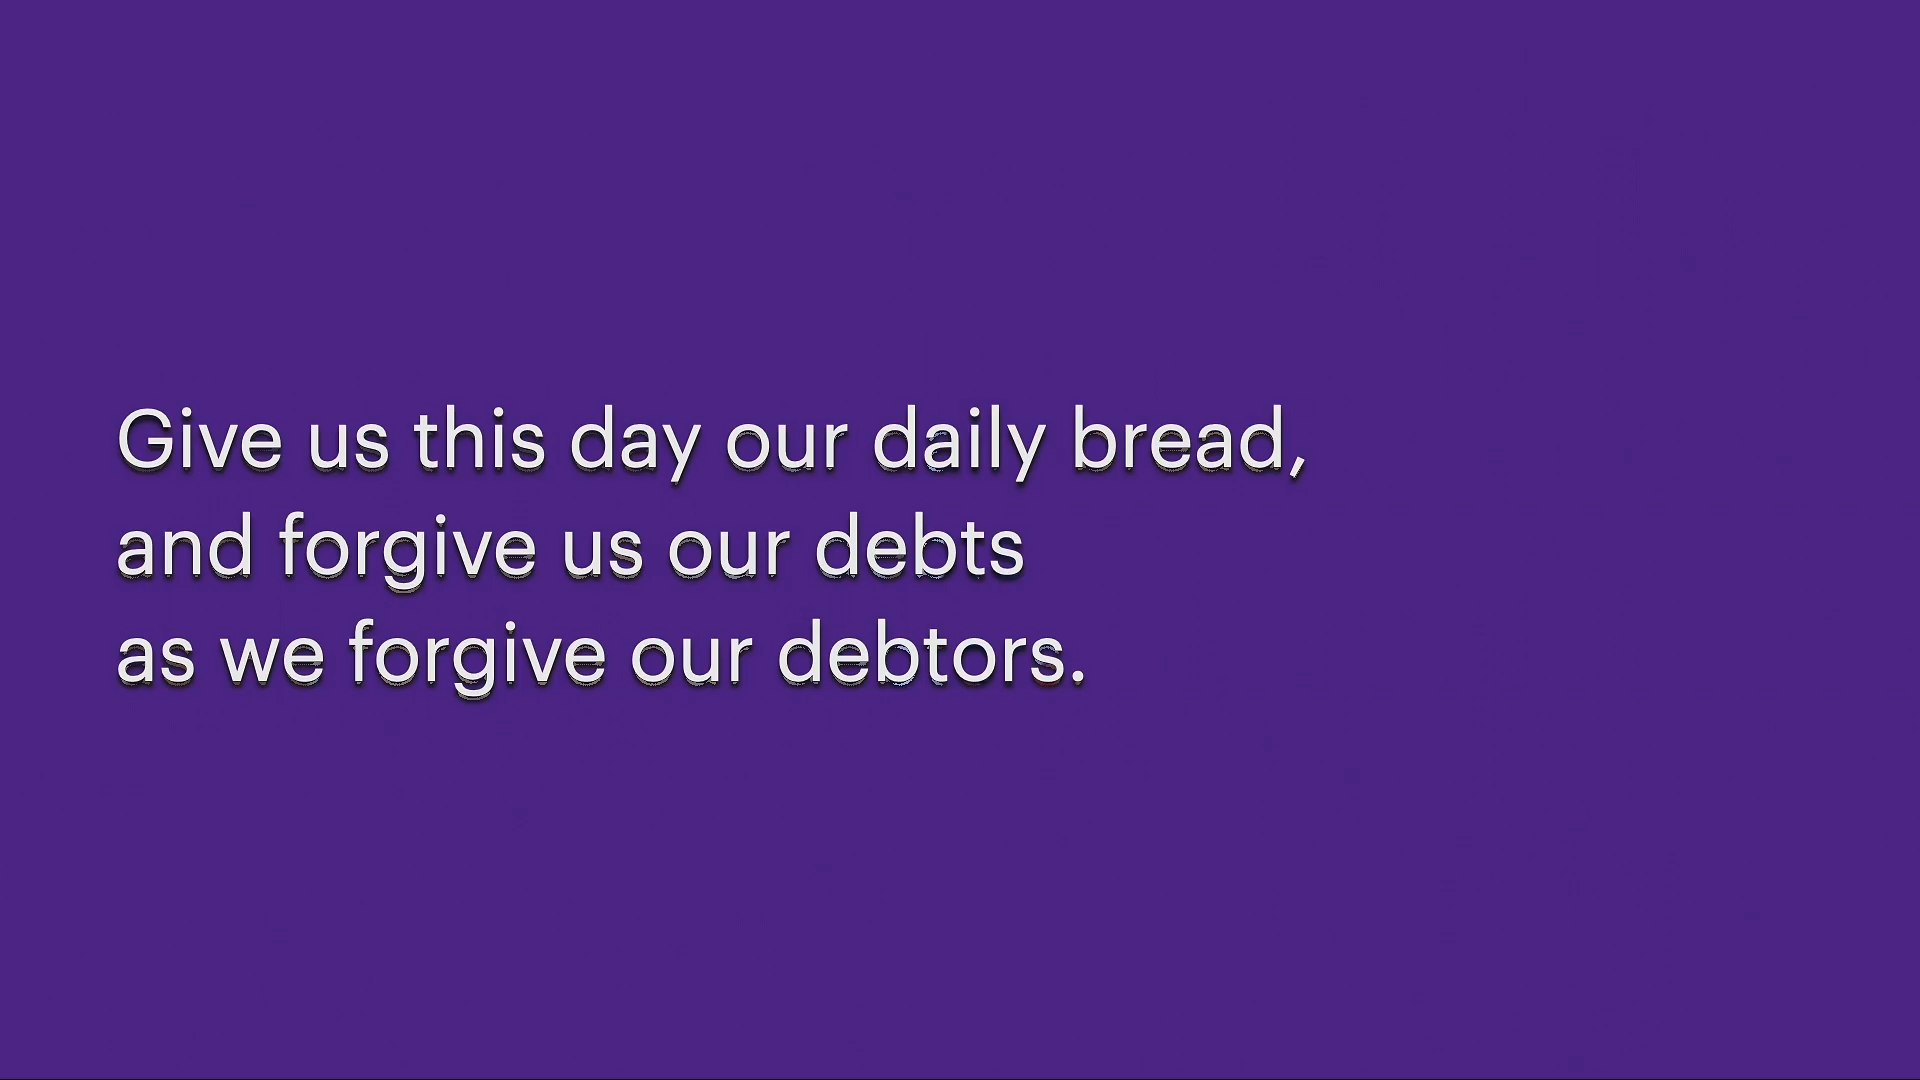 Give us this day our daily bread,
and forgive us our debts
as we forgive our debtors.